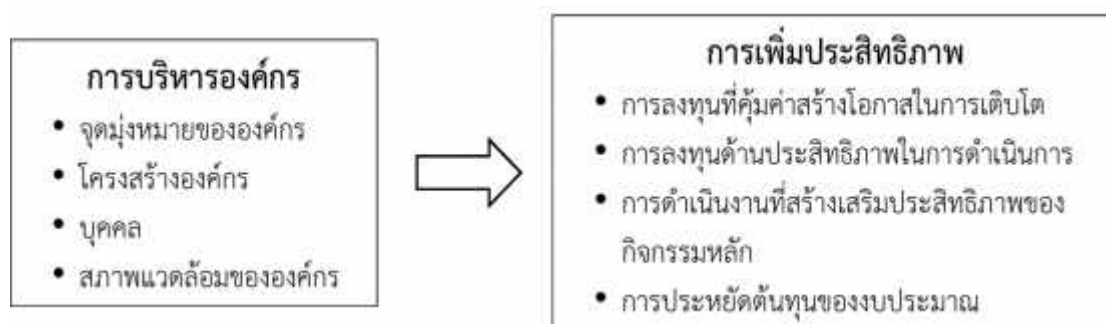 การบริหารองค์กร
• จุดมุ่งหมายขององค์กร
• โครงสร้างองค์กร
• บุคคล
• สภาพแวดล้อมขององค์กร
การเพิ่มประสิทธิภาพ
• การลงทุนที่คุ้มค่าสร้างโอกาสในการเติบโต
• การลงทุนด้านประสิทธิภาพในการดำเนินการ
• การดำเนินงานที่สร้างเสริมประสิทธิภาพของ
กิจกรรมหลัก
• การประหยัดต้นทุนของงบประมาณ